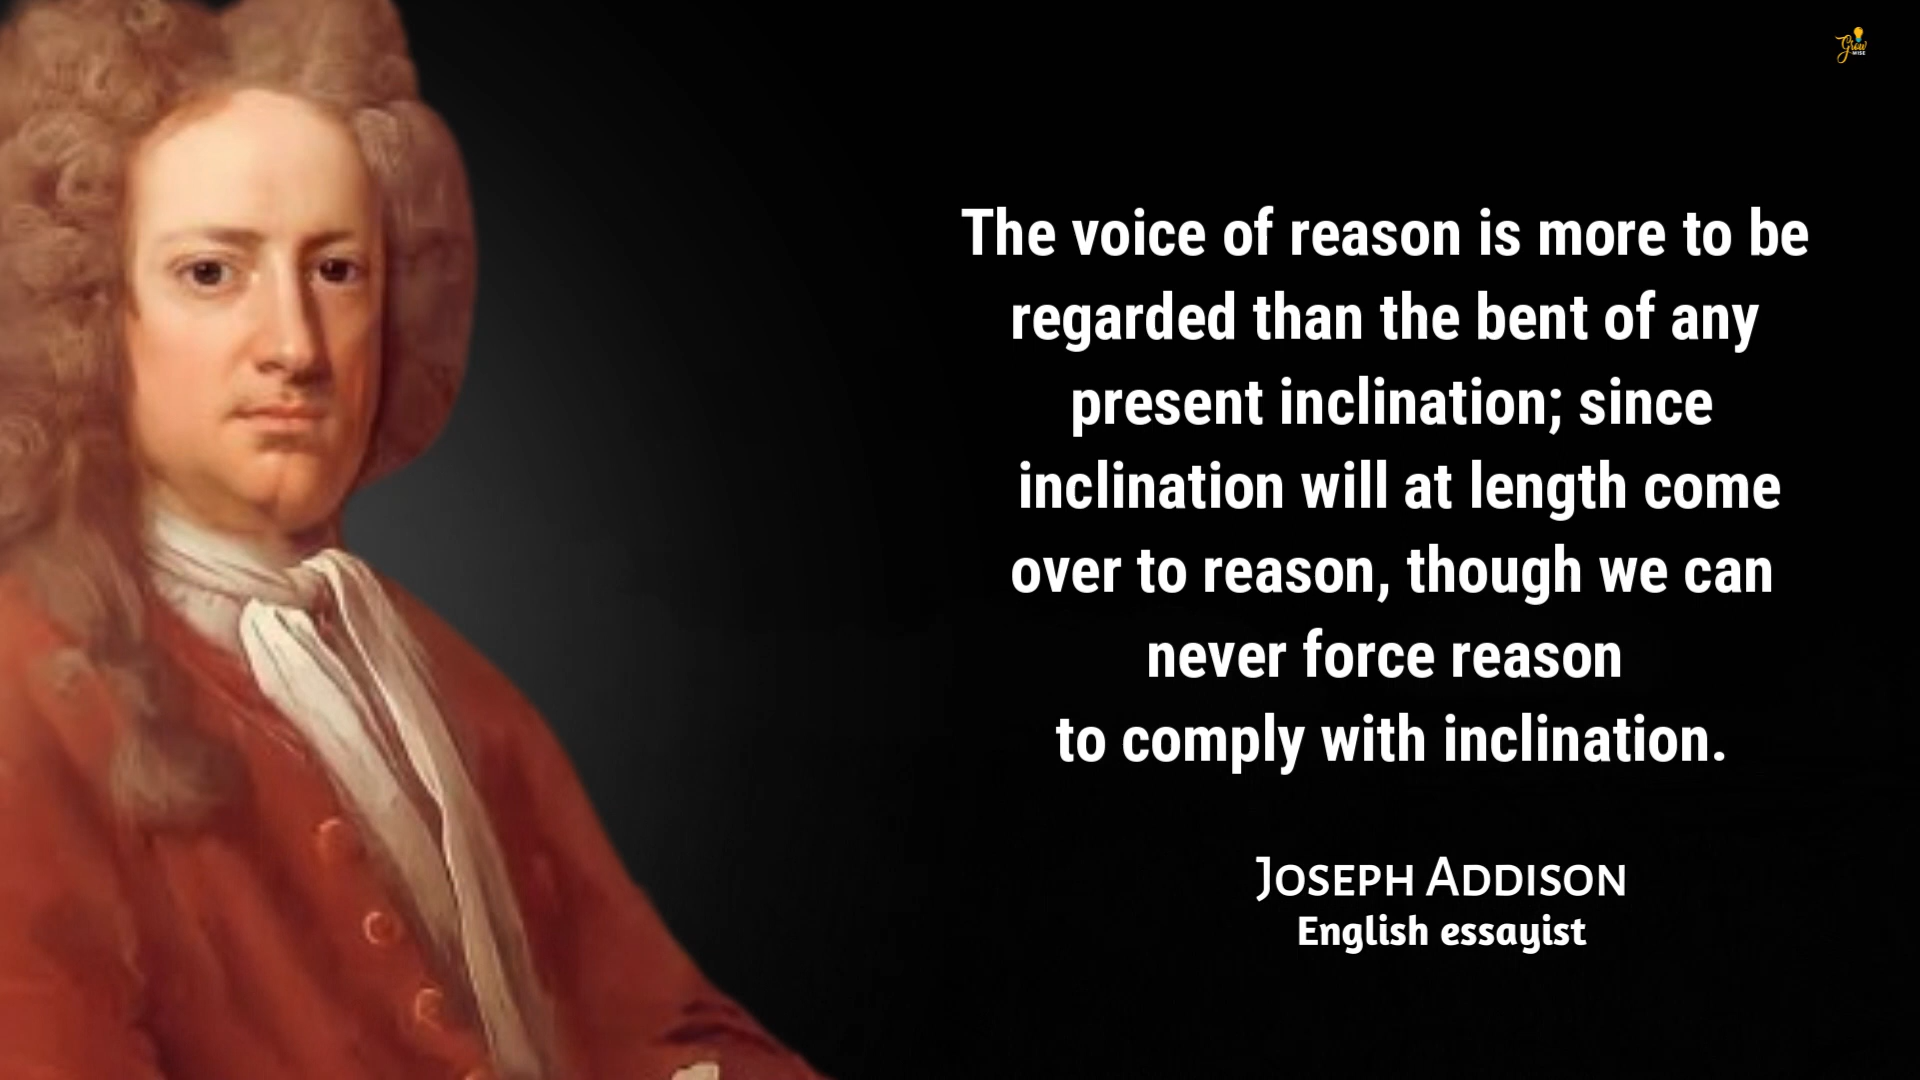 Grow
WISE
The voice of reason is more to be
regarded than the bent of any
present inclination; since
inclination will at length come
over to reason, though we can
never force reason
to comply with inclination.
Joseph Addison
English essayist